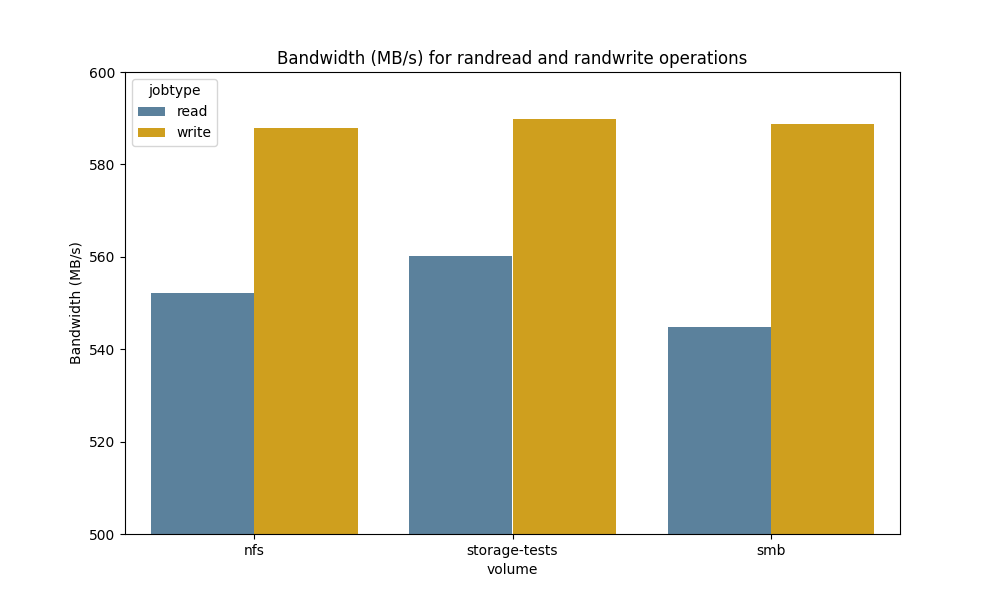 Bandwidth (MB/s) for randread and randwrite operations
jobtype
read
write
600
580
560
540
520
500
Bandwidth (MB/s)
nfs
storage-tests
smb
volume